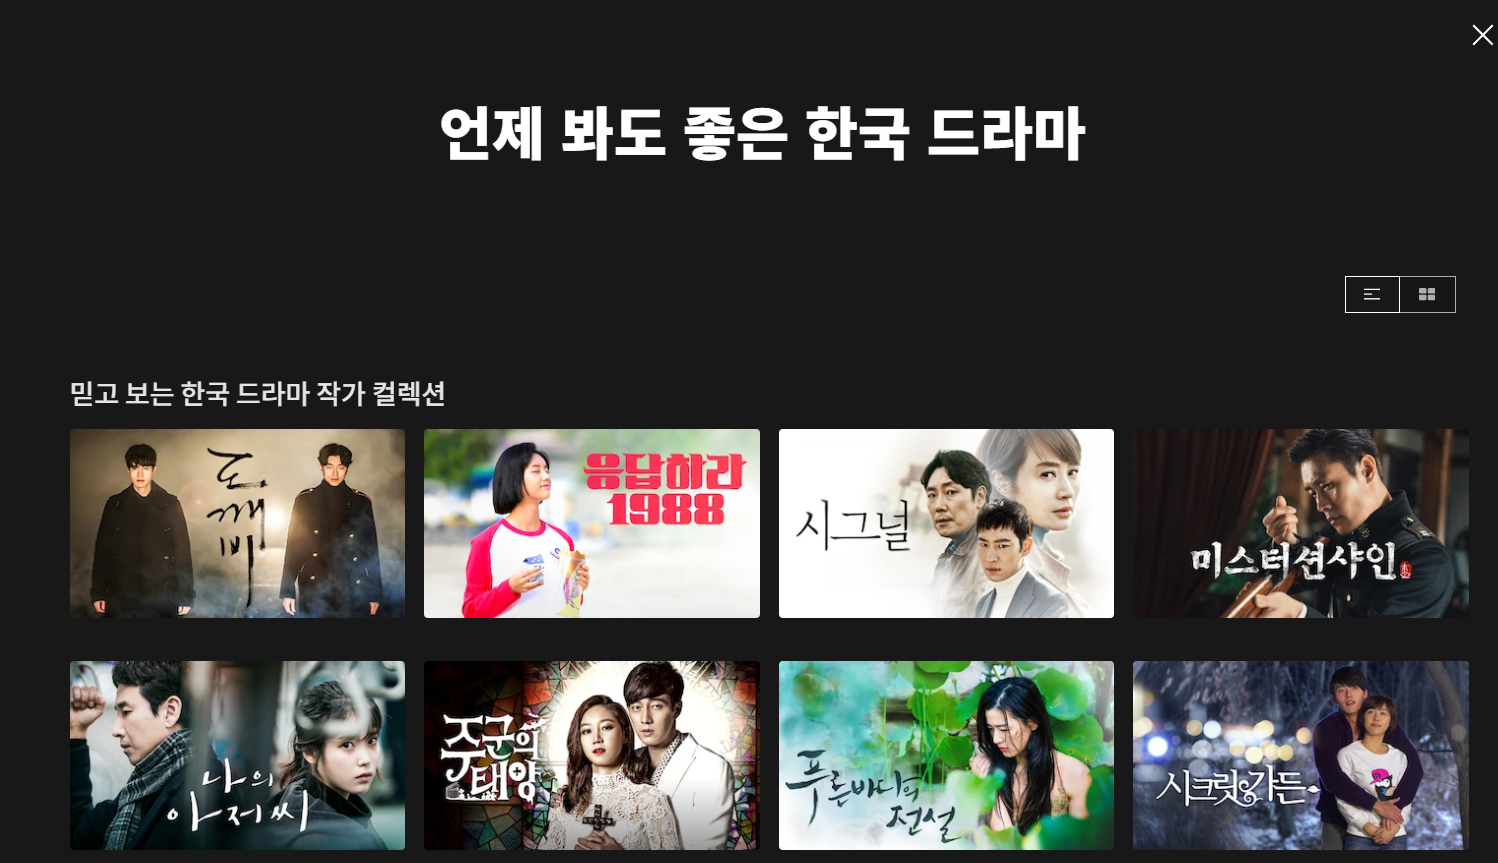 언제 봐도 좋은 한국 드라마
믿고 보는 한국 드라마 작가 컬렉션
도깨비
응답하라
1988
시그널
미스터션샤인
나의
아저씨
주군의
태양
푸른바다의
전설
시크릿가든